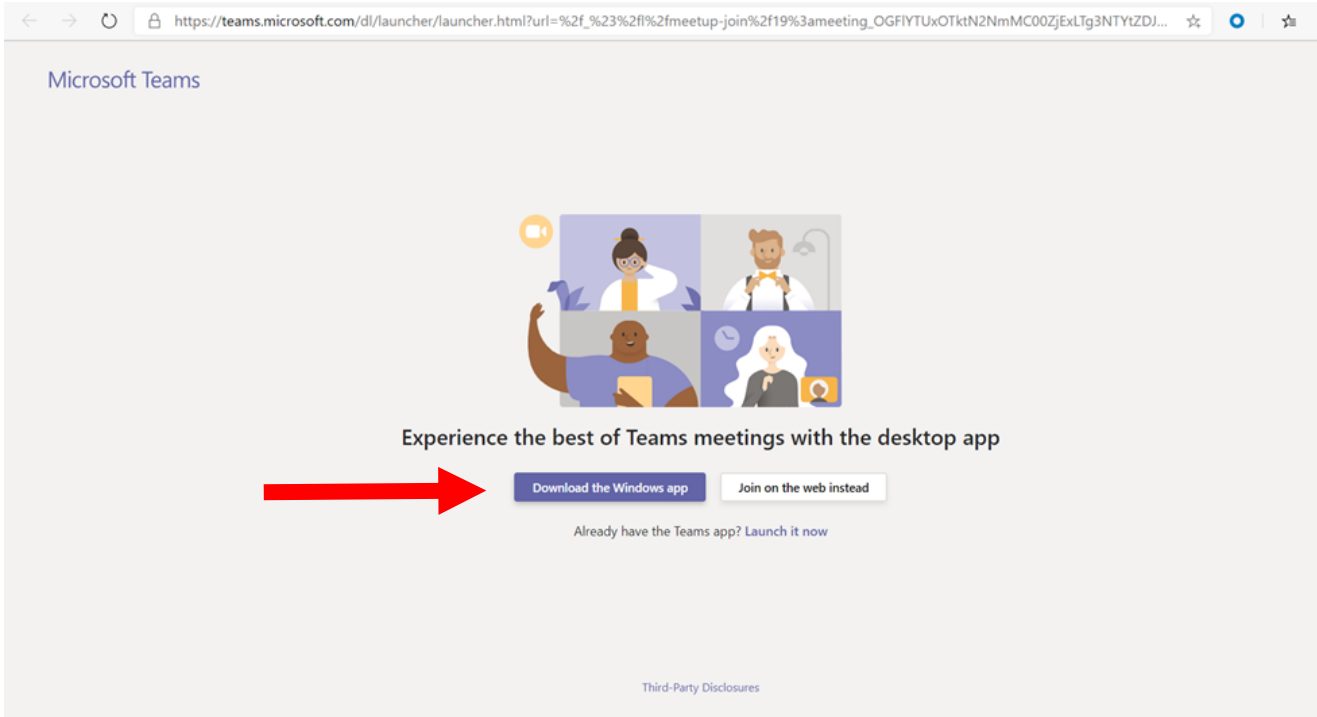 https://teams.microsoft.com/dl/launcher/launcher.html?url=%2f_%23%2fl%2fmeetup-join%2f19%3ameeting_OGFlYTUxOTktN2NmMC00ZjExLTg3NTYtZDJ...
Microsoft Teams
Experience the best of Teams meetings with the desktop app
Download the Windows app Join on the web instead
Already have the Teams app? Launch it now
Third-Party Disclosures